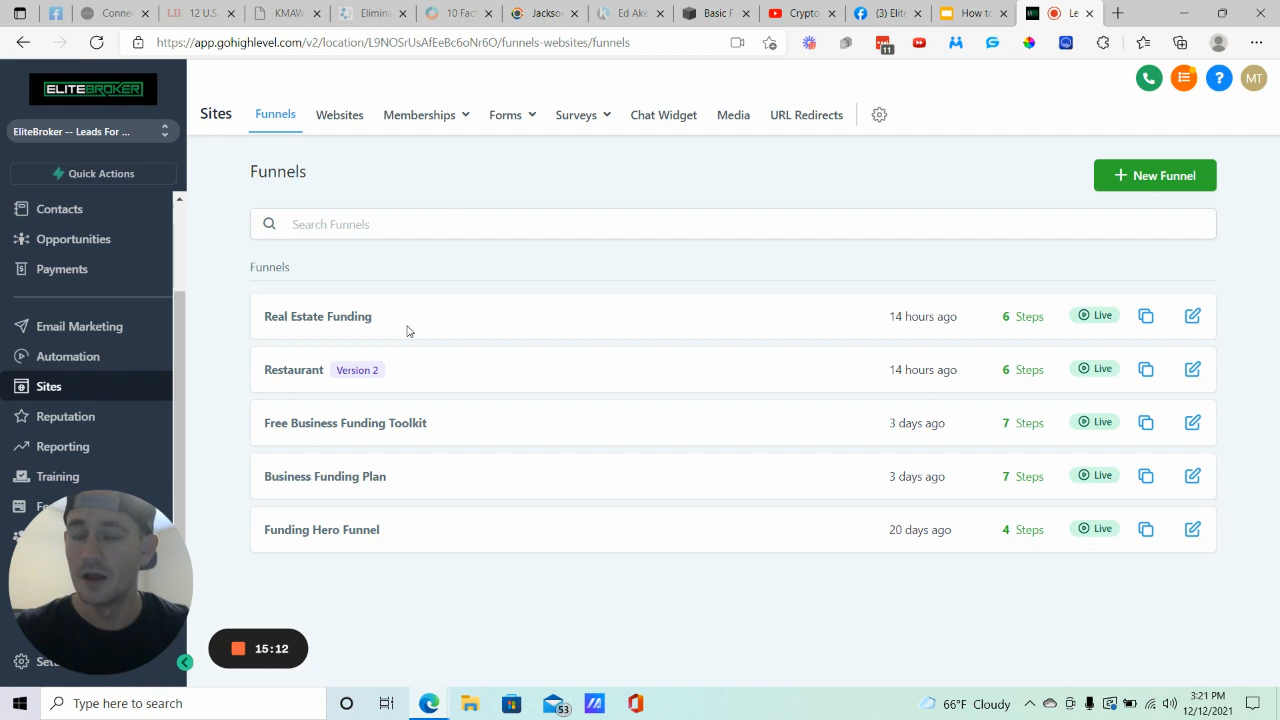 Conne
12 U.S.
KMAW
Elimin
10 Fact
Jackso
Ed Ake
Basic F
Crypto
(3) Elite
How to
Le
https://app.gohighlevel.com/v2/location/L9NOSrUsAfEeBc6oNr6O/funnels-websites/funnels
11
ELITEBROKER
EliteBroker -- Leads For ...
Quick Actions
Contacts
Opportunities
Payments
Email Marketing
Automation
Sites
Reputation
Reporting
Training
MT
Sites
Funnels
Websites
Memberships
Forms
Surveys
Chat Widget
Media
URL Redirects
Funnels
+ New Funnel
Search Funnels
Funnels
Real Estate Funding
14 hours ago
6 Steps
Live
Restaurant
Version 2
14 hours ago
6 Steps
Live
Free Business Funding Toolkit
3 days ago
7 Steps
Live
Business Funding Plan
3 days ago
7 Steps
Live
Funding Hero Funnel
20 days ago
4 Steps
Live
15:12
Type here to search
53
66°F Cloudy
3:21 PM
12/12/2021